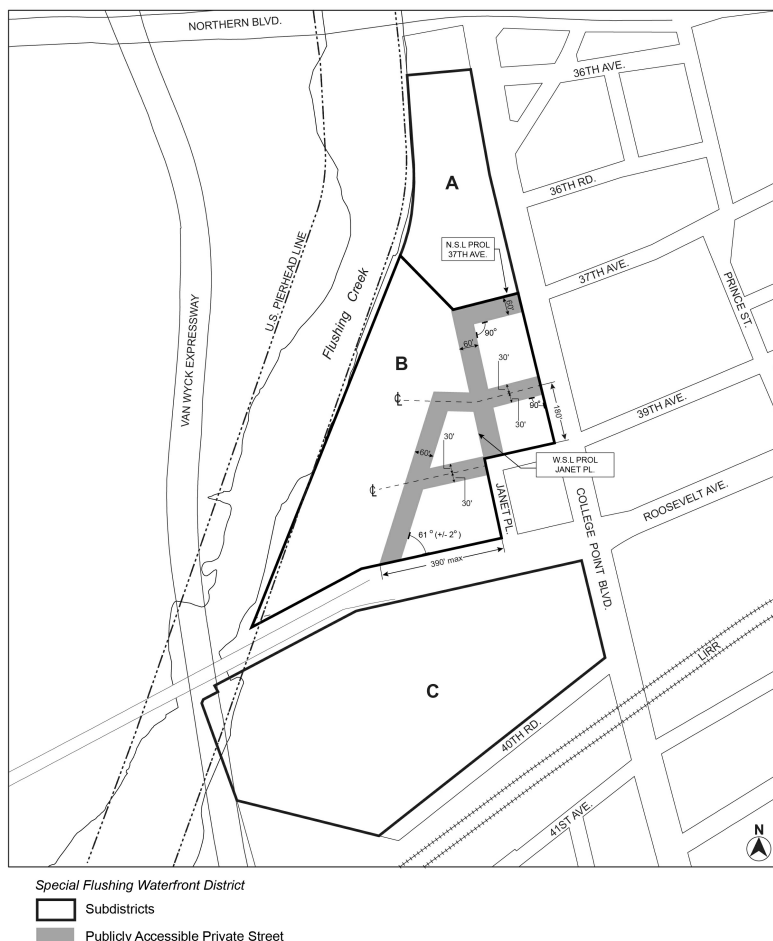 NORTHERN BLVD.
36TH AVE.
A
36TH RD.
N.S.L PROL
37TH AVE.
37TH AVE.
U.S. PIERHEAD LINE
Flushing Creek
VAN WYCK EXPRESSWAY
PRINCE ST.
60'
90°
60'
B
30'
39TH AVE.
℄
90°
180'
30'
30'
60'
W.S.L PROL
JANET PL.
℄
30'
JANET PL.
COLLEGE POINT BLVD.
ROOSEVELT AVE.
61° (+/- 2°)
390' max
LIRR
C
40TH RD.
41ST AVE.
N
Special Flushing Waterfront District
Subdistricts
Publicly Accessible Private Street